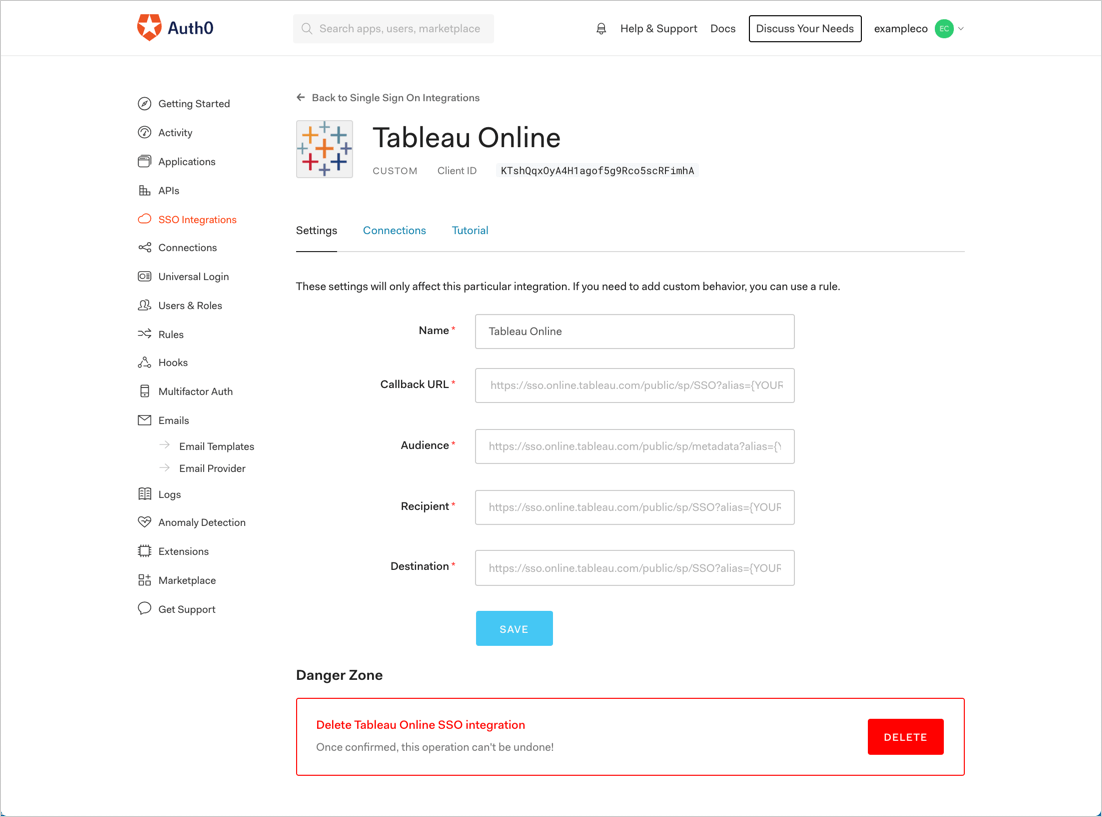 Auth0
Search apps, users, marketplace
Help & Support
Docs
Discuss Your Needs
exampleco
EC
Getting Started
Activity
Applications
APIs
SSO Integrations
Connections
Universal Login
Users & Roles
Rules
Hooks
Multifactor Auth
Emails
Email Templates
Email Provider
Logs
Anomaly Detection
Extensions
Marketplace
Get Support
Back to Single Sign On Integrations
Tableau Online
CUSTOM Client ID KTshQqxOyA4H1agof5g9Rco5scRFimhA
Settings Connections Tutorial
These settings will only affect this particular integration. If you need to add custom behavior, you can use a rule.
Name* Tableau Online
Callback URL* https://sso.online.tableau.com/public/sp/SSO?alias={YOUR
Audience* https://sso.online.tableau.com/public/sp/metadata?alias={Y
Recipient* https://sso.online.tableau.com/public/sp/SSO?alias={YOUR
Destination* https://sso.online.tableau.com/public/sp/SSO?alias={YOUR
SAVE
Danger Zone
Delete Tableau Online SSO integration
Once confirmed, this operation can't be undone!
DELETE